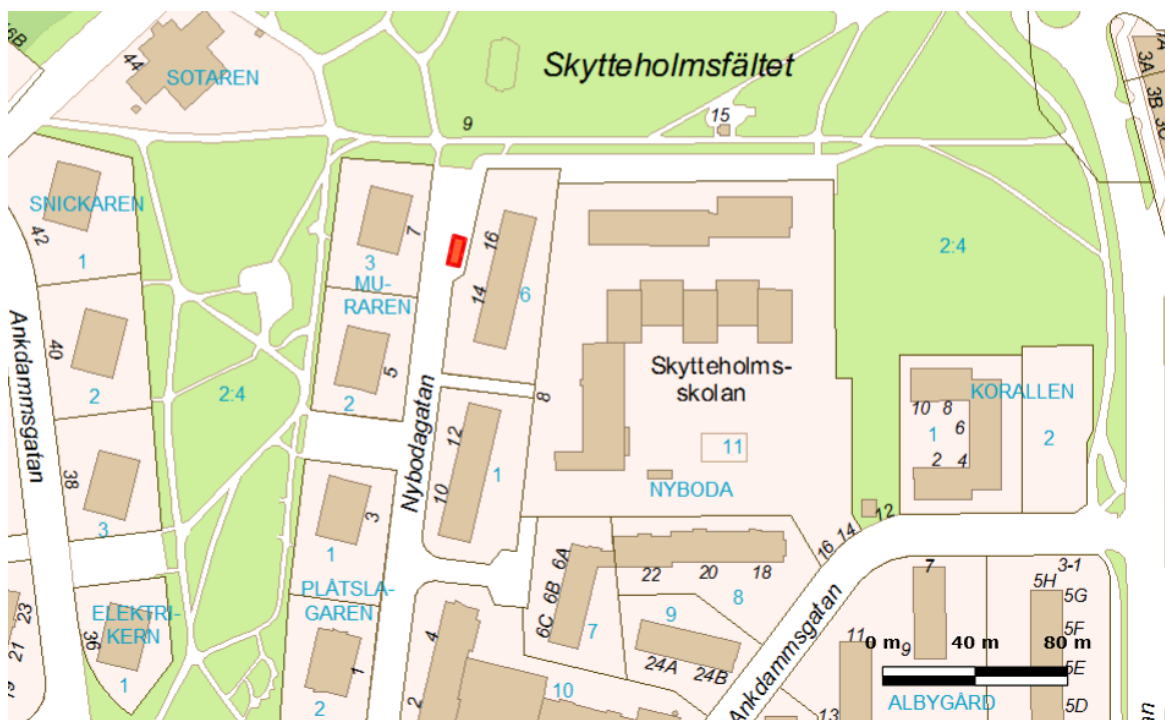 Skytteholmsfältet
46B
44
SOTAREN
9
15
3A
3B
SNICKAREN
42
1
7
3
MU-
RAREN
16
14
6
2:4
Ankdammsgatan
40
2
2:4
5
2
Nybodagatan
8
Skytteholms-
skolan
KORALLEN
10 8
6
1
2 4
2
12
10
1
11
NYBODA
38
3
3
1
12
16 14
6A
6B
6C
22
20
18
8
7
9
24A
24B
Ankdammsgatan
PLÅTSLA-
GAREN
ELEKTRI-
KERN
36
1
23
21
1
2
4
2
10
7
3-1
5H
5G
5F
5E
5D
11
13
9
0 m
40 m
80 m
ALBYGÅRD